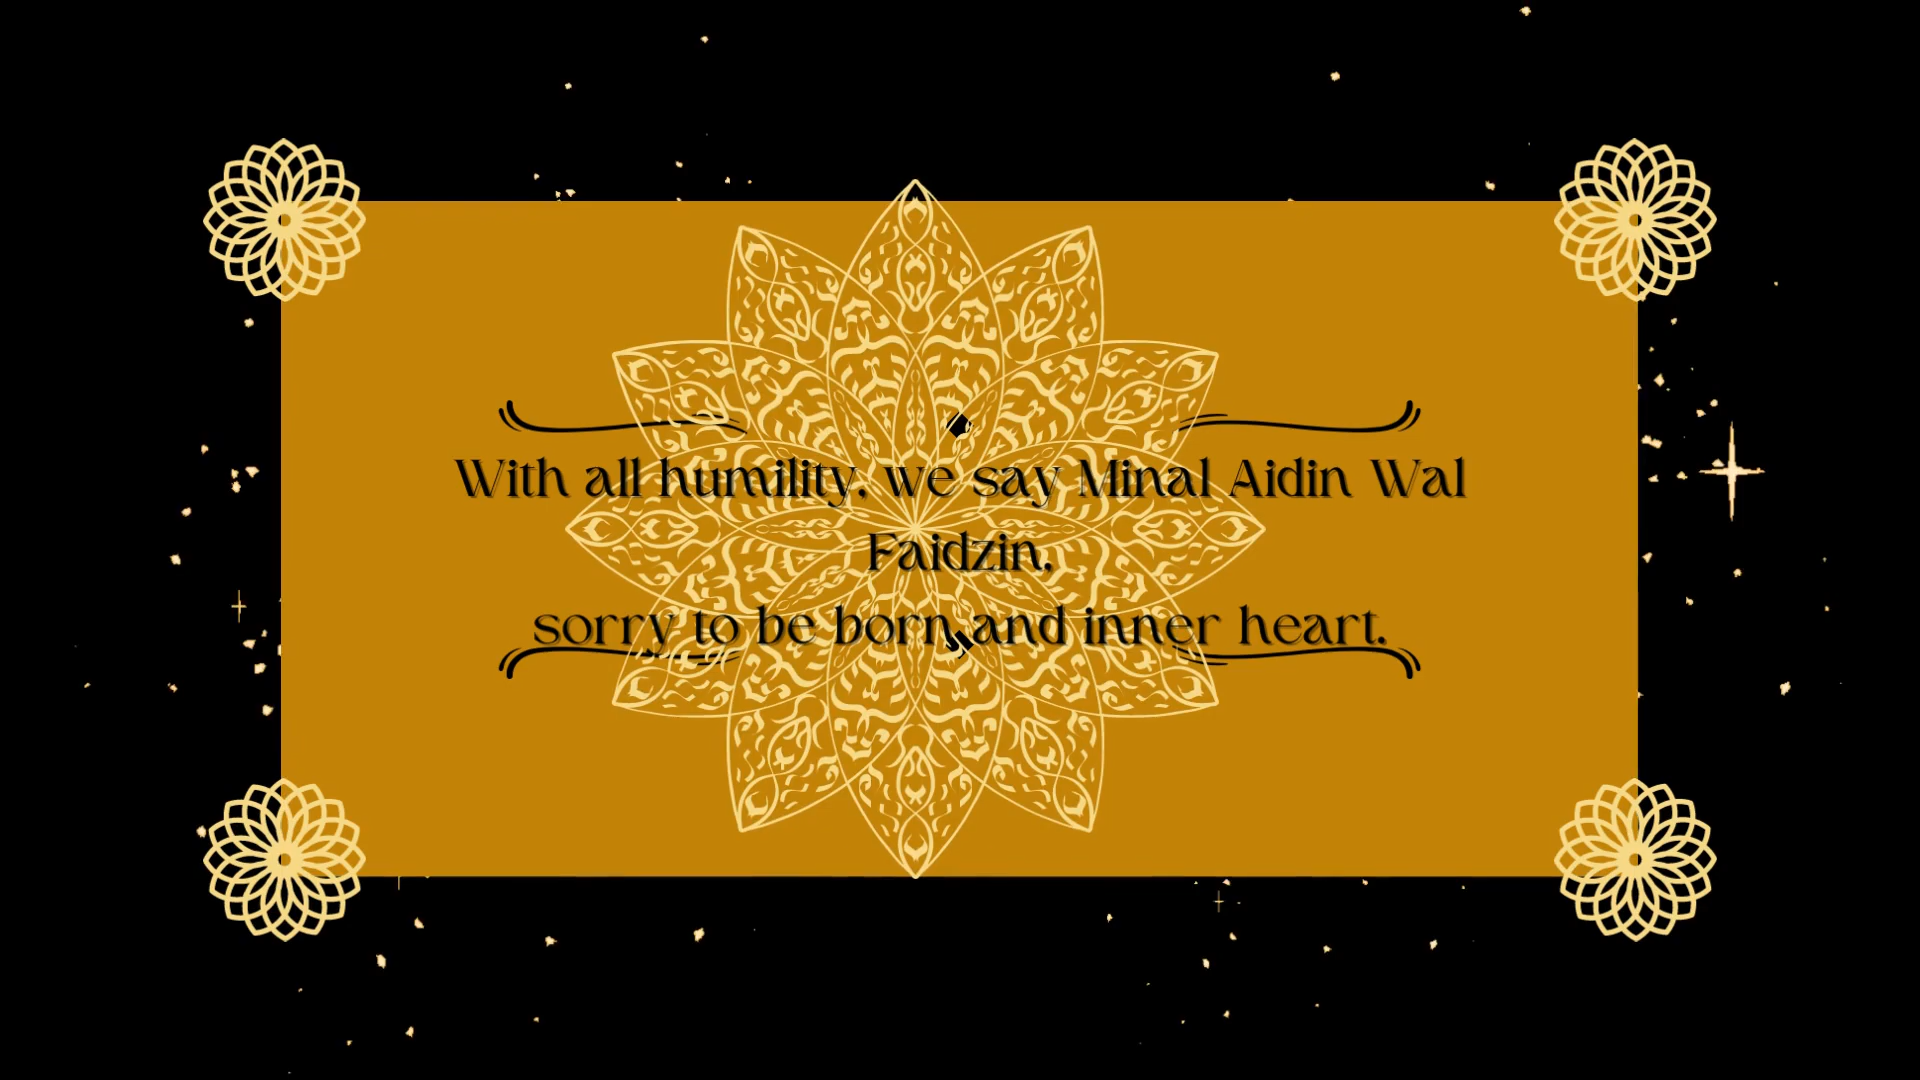 With all humility, we say Minal Aidin Wal
Faidzin,
sorry to be born and inner heart.